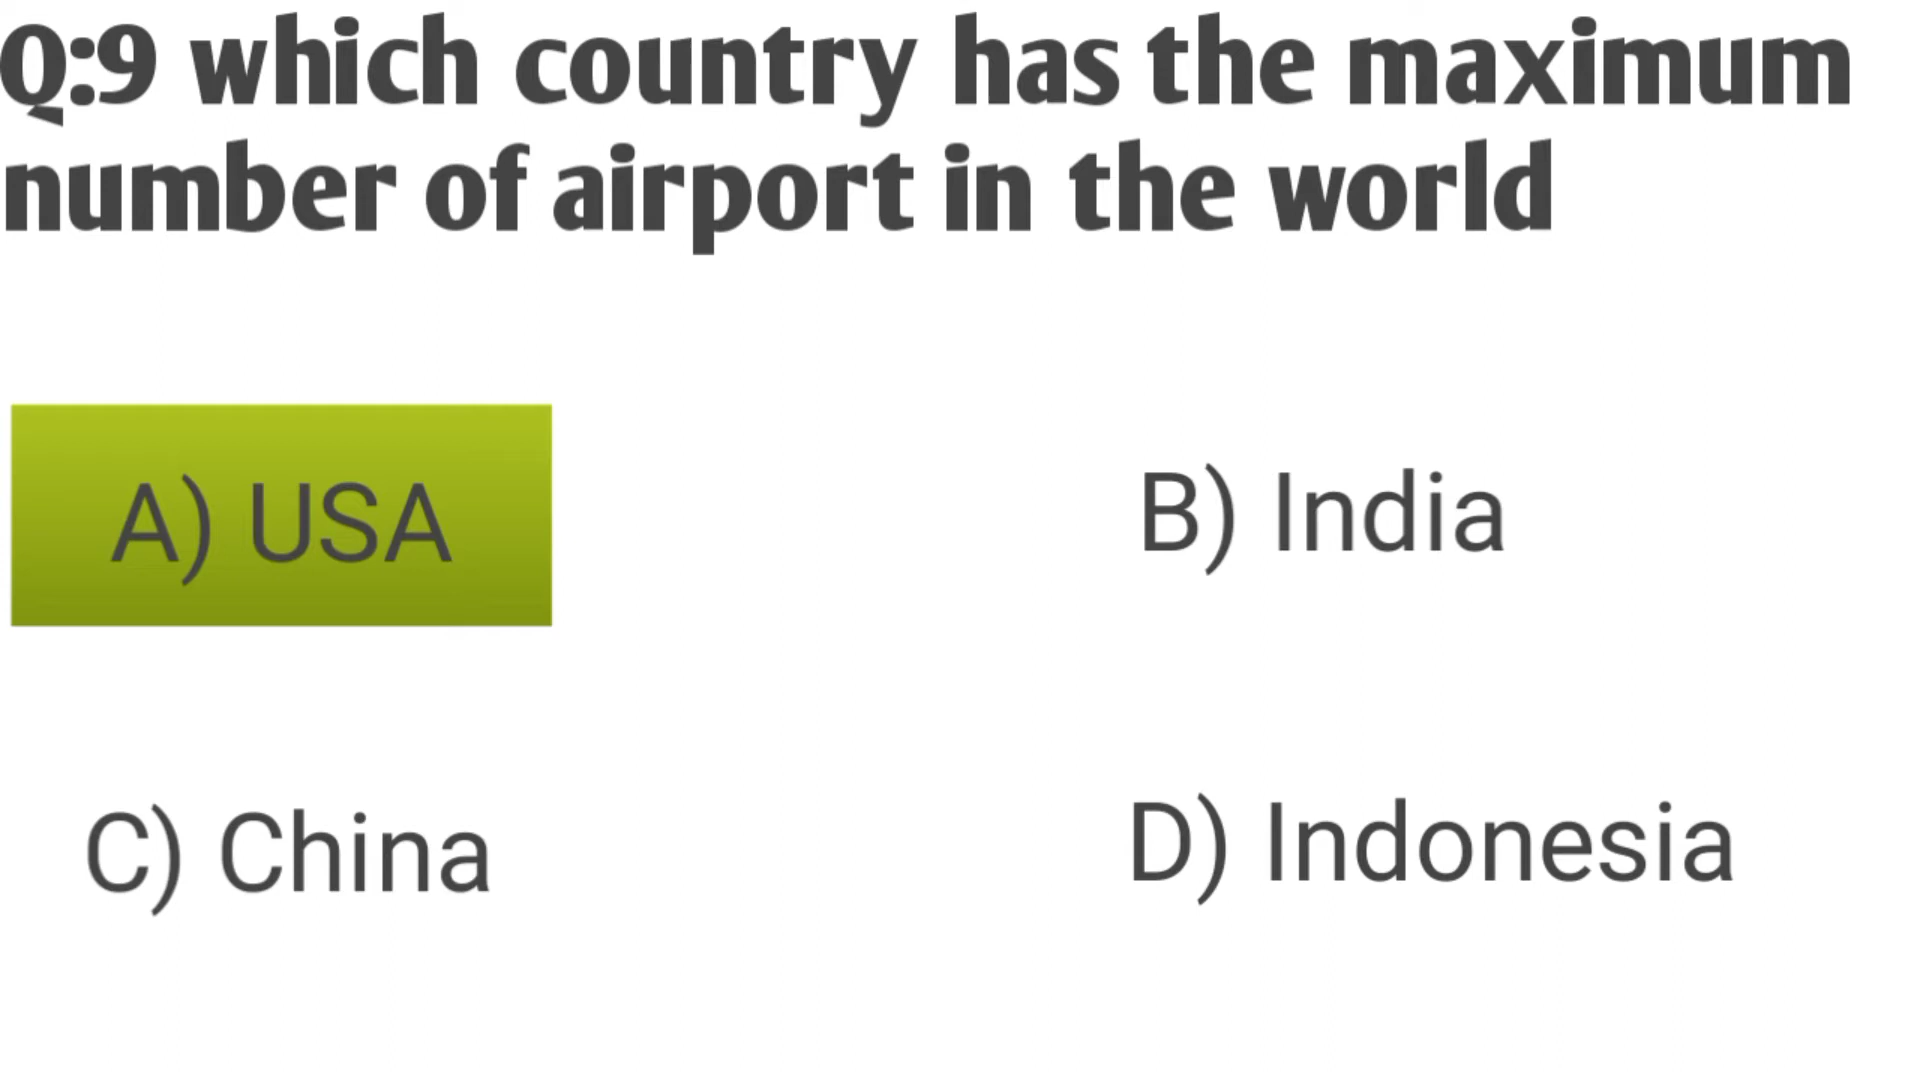 Q:9 which country has the maximum
number of airport in the world
A) USA
B) India
C) China
D) Indonesia